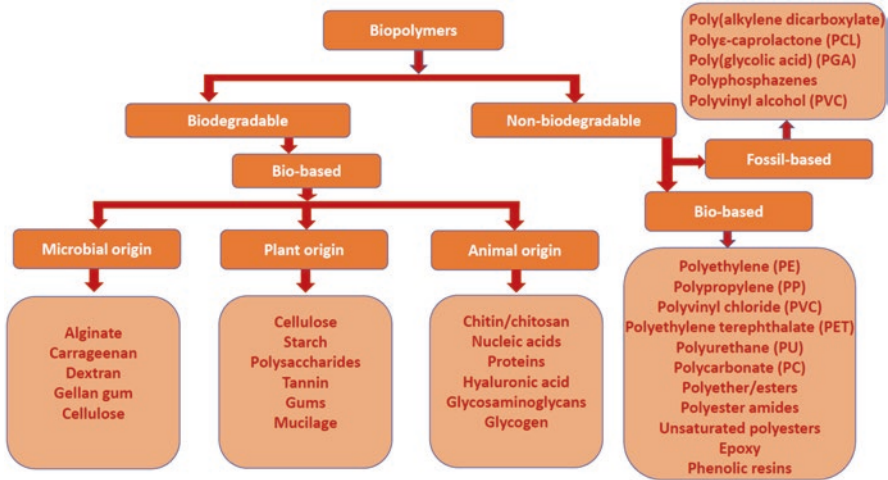 Biopolymers
Poly(alkylene dicarboxylate)
Polyε-caprolactone (PCL)
Poly(glycolic acid) (PGA)
Polyphosphazenes
Polyvinyl alcohol (PVC)
Biodegradable
Non-biodegradable
Fossil-based
Bio-based
Bio-based
Microbial origin
Plant origin
Animal origin
Alginate
Carrageenan
Dextran
Gellan gum
Cellulose
Cellulose
Starch
Polysaccharides
Tannin
Gums
Mucilage
Chitin/chitosan
Nucleic acids
Proteins
Hyaluronic acid
Glycosaminoglycans
Glycogen
Polyethylene (PE)
Polypropylene (PP)
Polyvinyl chloride (PVC)
Polyethylene terephthalate (PET)
Polyurethane (PU)
Polycarbonate (PC)
Polyether/esters
Polyester amides
Unsaturated polyesters
Epoxy
Phenolic resins